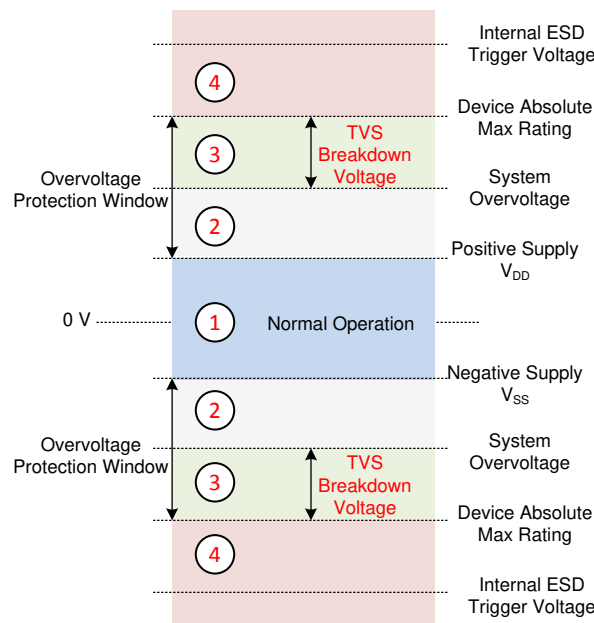 Internal ESD
Trigger Voltage
4
Device Absolute
Max Rating
TVS
Breakdown
Voltage
3
Overvoltage
Protection Window
System
Overvoltage
2
Positive Supply
VDD
0 V
1
Normal Operation
Negative Supply
VSS
2
Overvoltage
Protection Window
System
Overvoltage
TVS
Breakdown
Voltage
3
Device Absolute
Max Rating
4
Internal ESD
Trigger Voltage